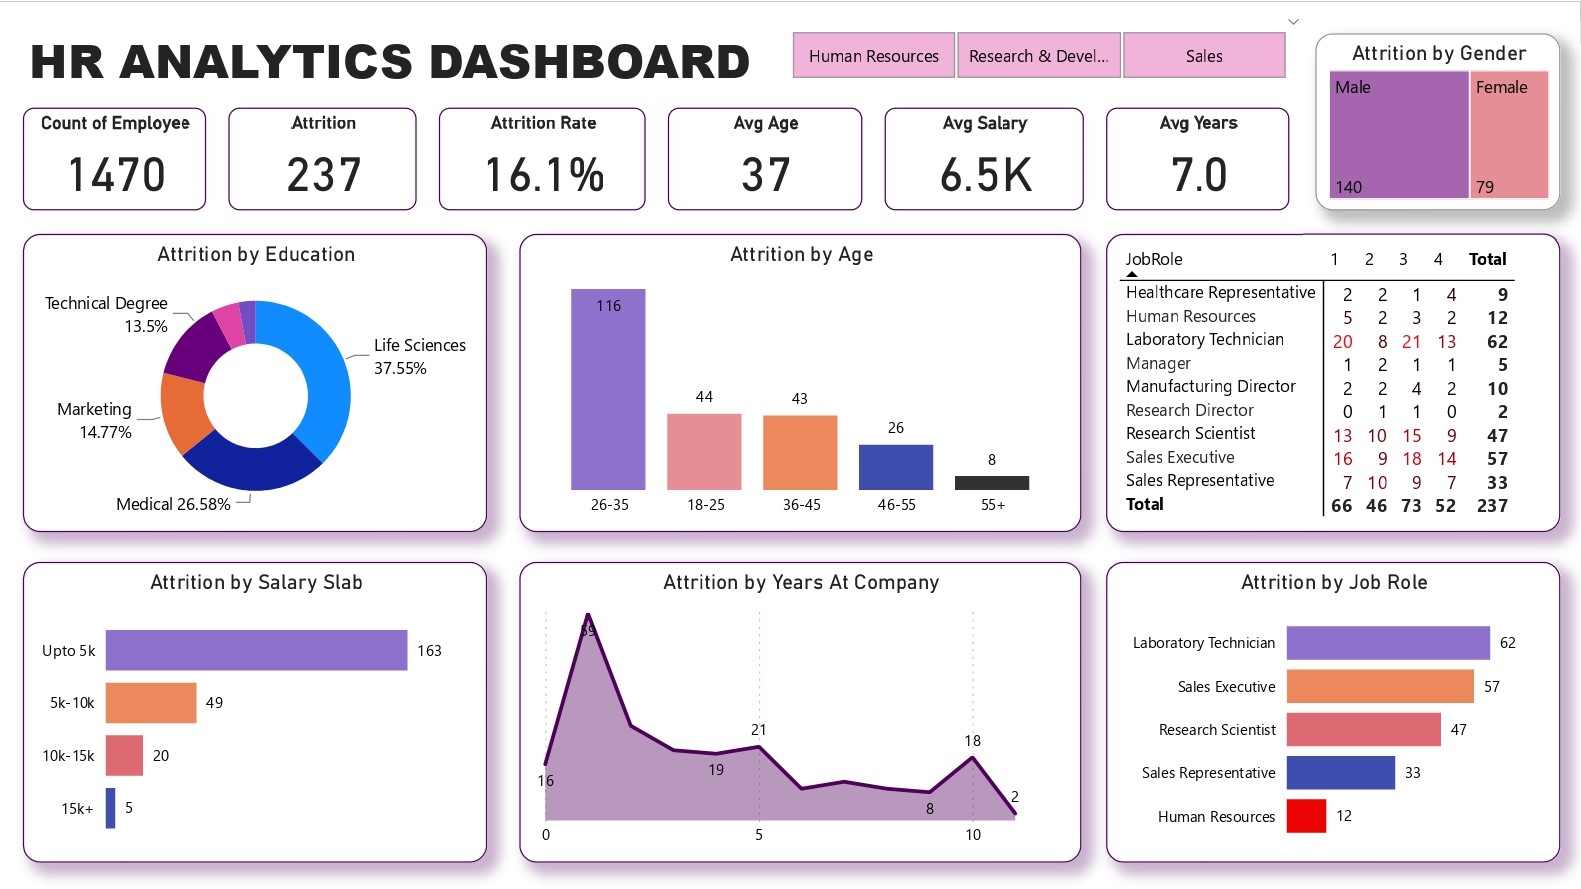 HR ANALYTICS DASHBOARD
Human Resources
Research & Devel...
Sales
Count of Employee
1470
Attrition
237
Attrition Rate
16.1%
Avg Age
37
Avg Salary
6.5K
Avg Years
7.0
Attrition by Gender
Male
Female
140
79
Attrition by Education
Technical Degree
13.5%
Life Sciences
37.55%
Marketing
14.77%
Medical 26.58%
Attrition by Age
116
44
43
26
8
26-35
18-25
36-45
46-55
55+
JobRole 1 2 3 4 Total
Healthcare Representative 2 2 1 4 9
Human Resources 5 2 3 2 12
Laboratory Technician 20 8 21 13 62
Manager 1 2 1 1 5
Manufacturing Director 2 2 4 2 10
Research Director 0 1 1 0 2
Research Scientist 13 10 15 9 47
Sales Executive 16 9 18 14 57
Sales Representative 7 10 9 7 33
Total 66 46 73 52 237
Attrition by Salary Slab
Upto 5k 163
5k-10k 49
10k-15k 20
15k+ 5
Attrition by Years At Company
59
16
19
21
8
18
2
0 5 10
Attrition by Job Role
Laboratory Technician 62
Sales Executive 57
Research Scientist 47
Sales Representative 33
Human Resources 12